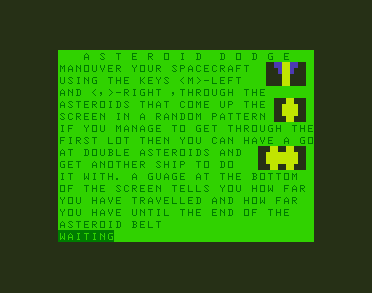 ASTEROID DODGE
MANOUVER YOUR SPACECRAFT
USING THE KEYS <M>-LEFT
AND <,>-RIGHT ,THROUGH THE
ASTEROIDS THAT COME UP THE
SCREEN IN A RANDOM PATTERN
IF YOU MANAGE TO GET THROUGH THE
FIRST LOT THEN YOU CAN HAVE A GO
AT DOUBLE ASTEROIDS AND
GET ANOTHER SHIP TO DO
IT WITH. A GUAGE AT THE BOTTOM
OF THE SCREEN TELLS YOU HOW FAR
YOU HAVE TRAVELLED AND HOW FAR
YOU HAVE UNTIL THE END OF THE
ASTEROID BELT
WAITING